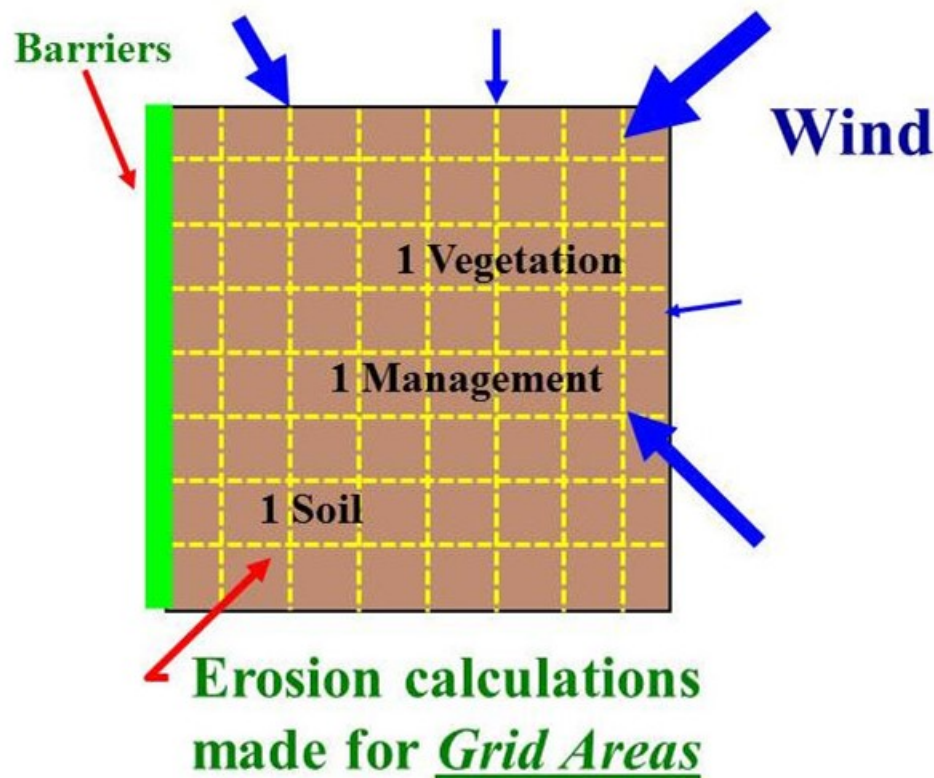 Barriers
Wind
1 Vegetation
1 Management
1 Soil
Erosion calculations
made for Grid Areas